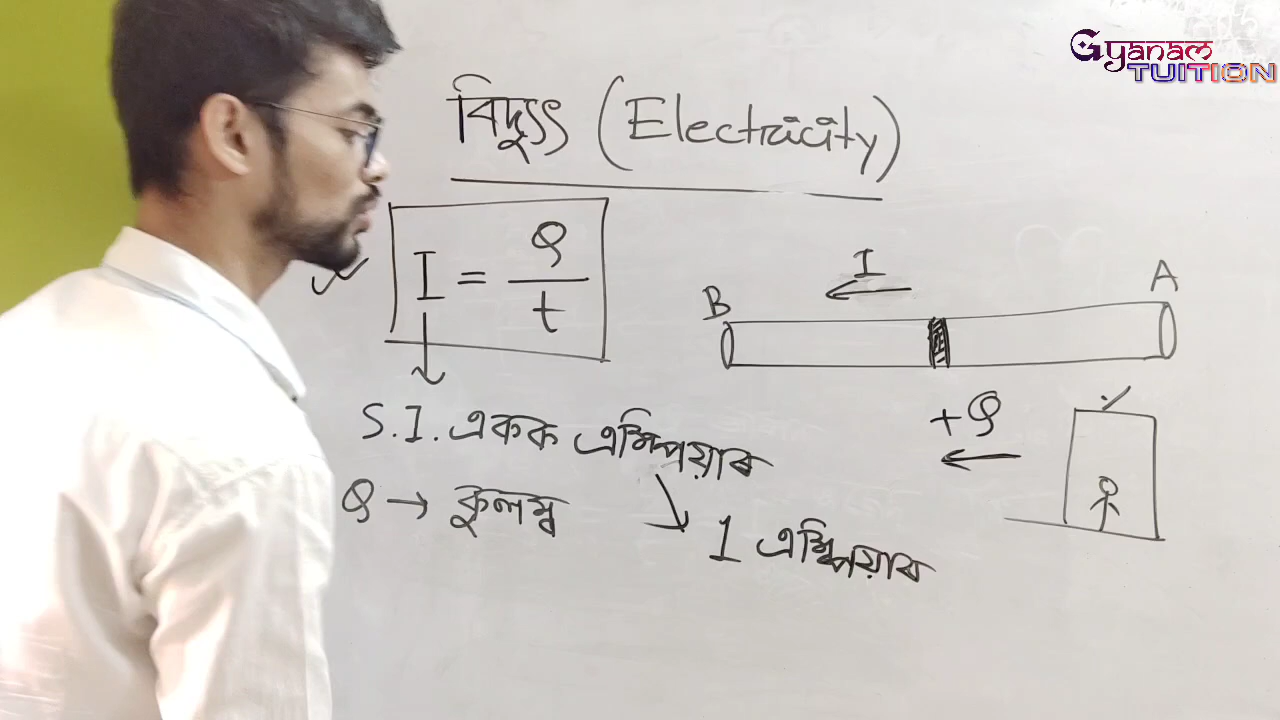 Gyanam
TUITION
বিদ্যুৎ (Electricity)
I = Q / t
I
B
A
+Q
S.I. একক এম্পিয়াৰ
Q → কুলম্ব
1 এম্পিয়াৰ